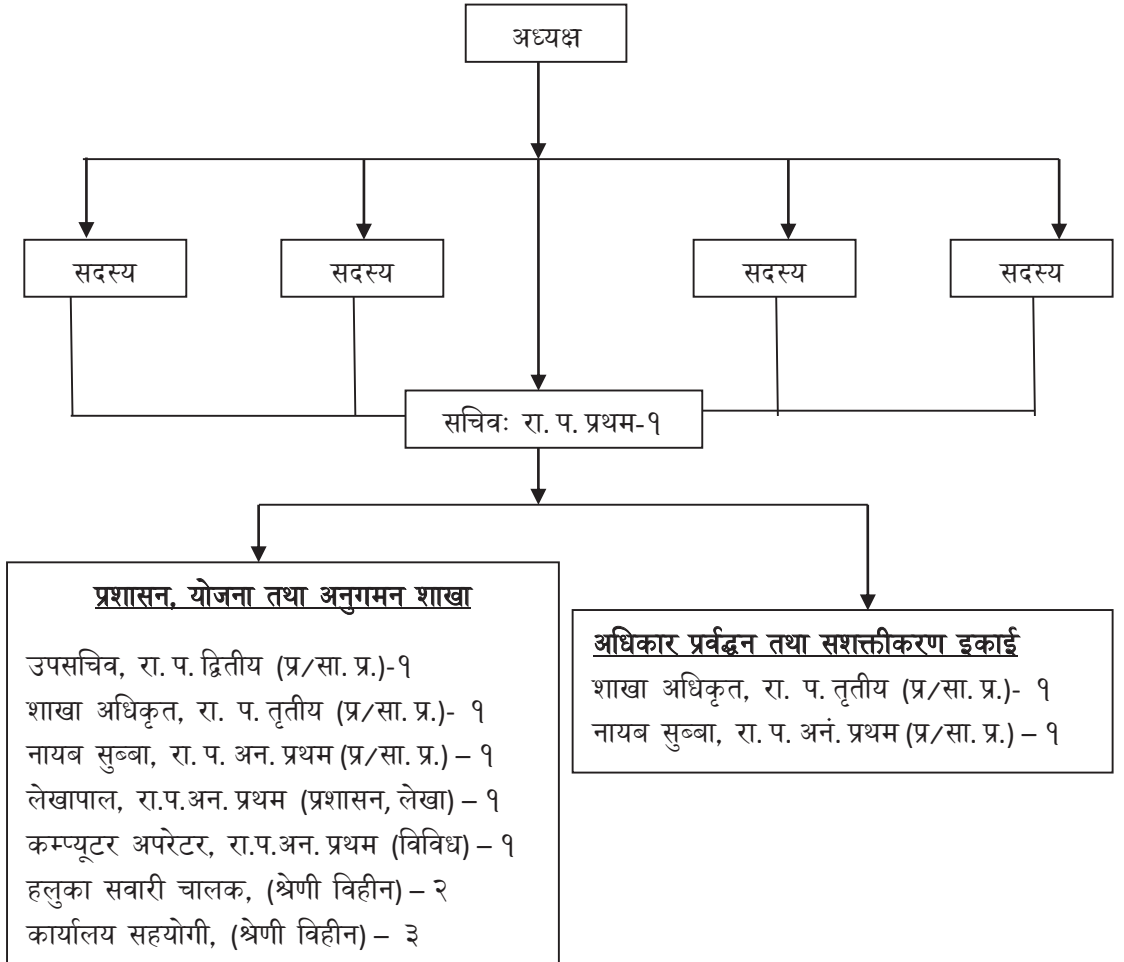 अध्यक्ष
सदस्य
सदस्य
सदस्य
सदस्य
सचिवः रा. प. प्रथम-१
प्रशासन, योजना तथा अनुगमन शाखा
उपसचिव, रा. प. द्वितीय (प्र/सा. प्र.)-१
शाखा अधिकृत, रा. प. तृतीय (प्र/सा. प्र.)- १
नायब सुब्बा, रा. प. अन. प्रथम (प्र/सा. प्र.) – १
लेखापाल, रा.प.अन. प्रथम (प्रशासन, लेखा) – १
कम्प्यूटर अपरेटर, रा.प.अन. प्रथम (विविध) – १
हलुका सवारी चालक, (श्रेणी विहीन) – २
कार्यालय सहयोगी, (श्रेणी विहीन) – ३
अधिकार प्रर्वद्धन तथा सशक्तीकरण इकाई
शाखा अधिकृत, रा. प. तृतीय (प्र/सा. प्र.)- १
नायब सुब्बा, रा. प. अनं. प्रथम (प्र/सा. प्र.) – १